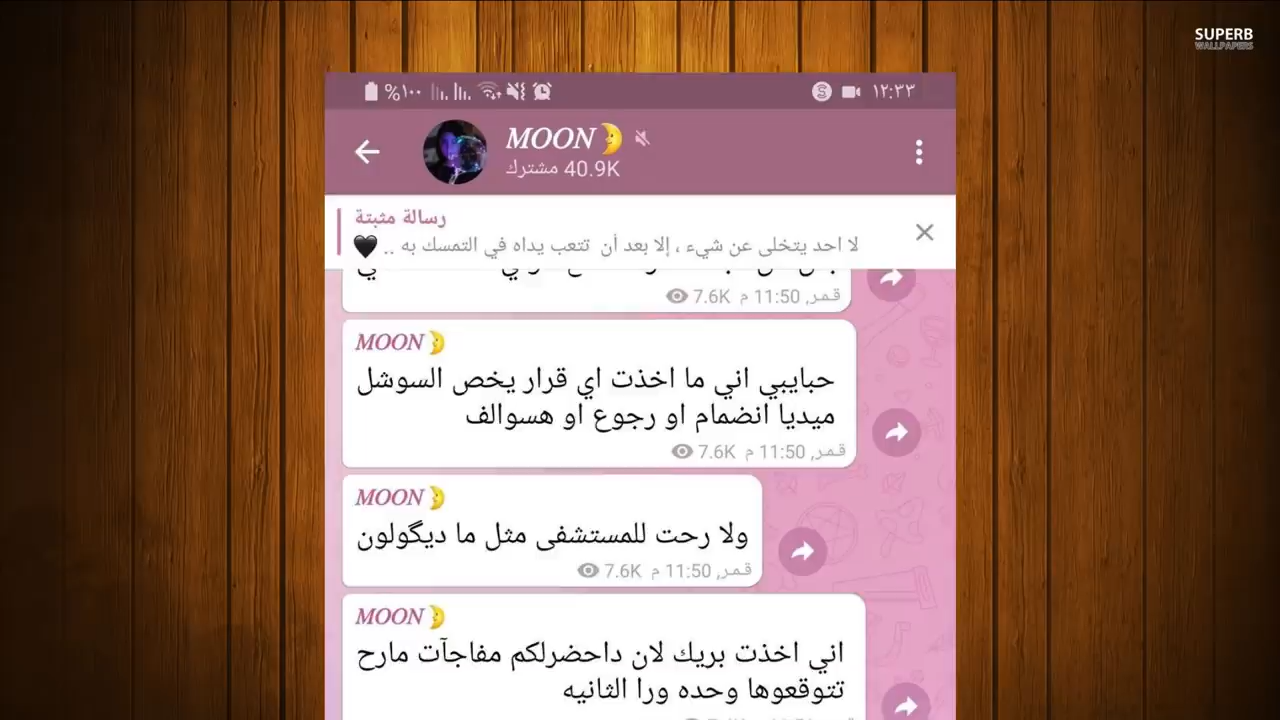 SUPERB
WALLPAPERS
%١٠٠
١٢:٣٣
MOON🌛
40.9K مشترك
رسالة مثبتة
لا احد يتخلى عن شيء ، إلا بعد أن تتعب يداه في التمسك به .. 🖤
7.6K قمر, 11:50 م
MOON🌛
حبايبي اني ما اخذت اي قرار يخص السوشل
ميديا انضمام او رجوع او هسوالف
7.6K قمر, 11:50 م
MOON🌛
ولا رحت للمستشفى مثل ما ديگولون
7.6K قمر, 11:50 م
MOON🌛
اني اخذت بريك لان داحضرلكم مفاجآت مارح
تتوقعوها وحده ورا الثانيه